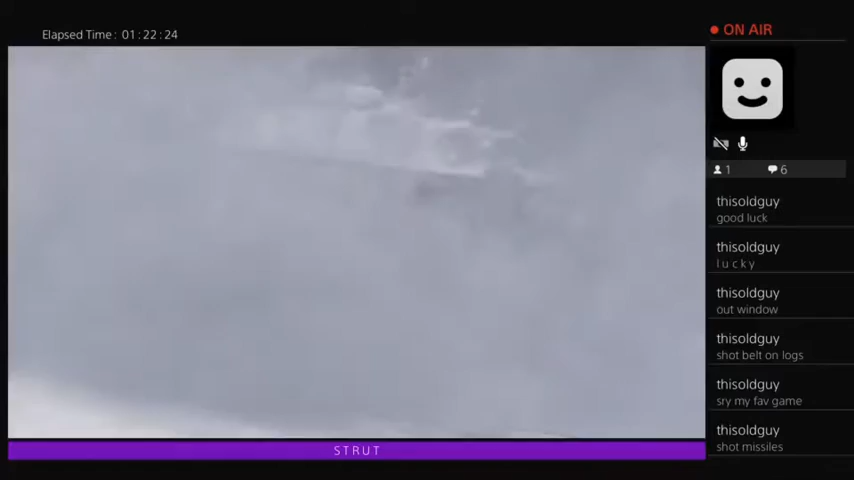 Elapsed Time: 01:22:24
ON AIR
1 6
thisoldguy
good luck
thisoldguy
l u c k y
thisoldguy
out window
thisoldguy
shot belt on logs
thisoldguy
sry my fav game
thisoldguy
shot missiles
STRUT